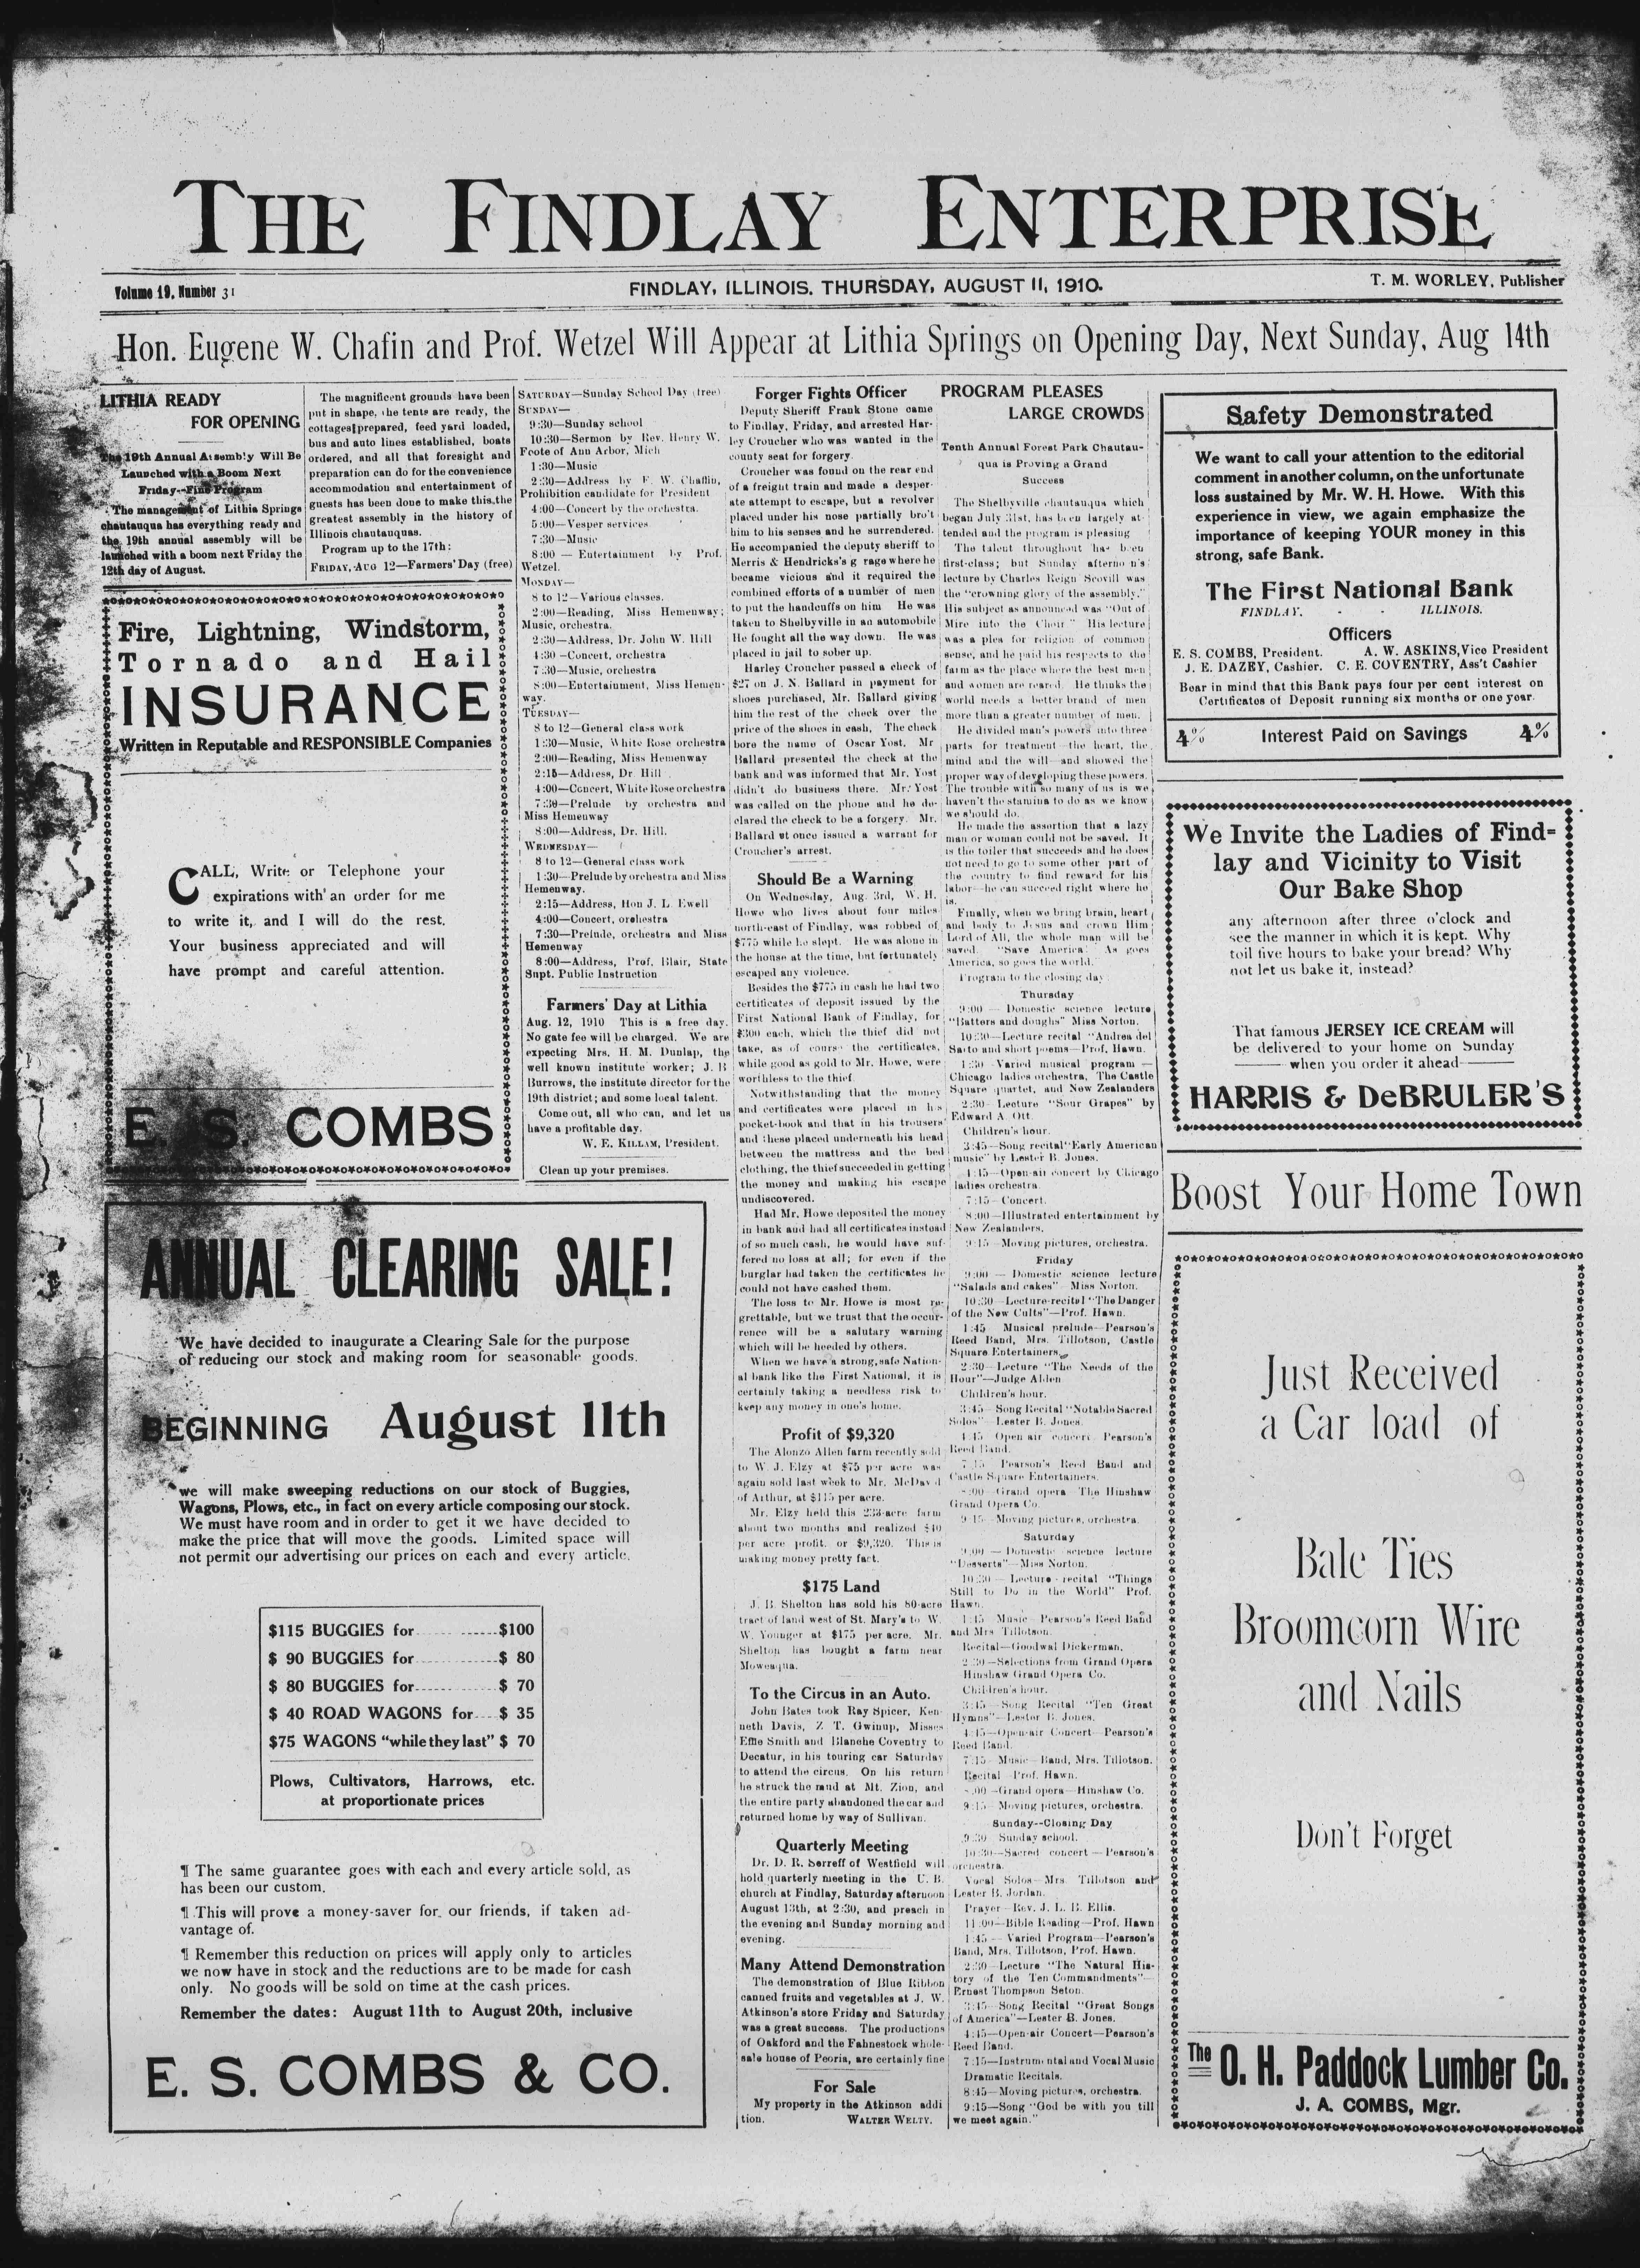 THE FINDLAY ENTERPRISE
Volume 19, Number 31
FINDLAY, ILLINOIS, THURSDAY, AUGUST 11, 1910.
T. M. WORLEY, Publisher
Hon. Eugene W. Chafin and Prof. Wetzel Will Appear at Lithia Springs on Opening Day, Next Sunday, Aug 14th
LITHIA READY
FOR OPENING
The 19th Annual Assembly Will Be
Launched with a Boom Next
Friday--Fine Program
The management of Lithia Springs
chautauqua has everything ready and
the 19th annual assembly will be
launched with a boom next Friday the
12th day of August.
The magnificent grounds have been
put in shape, the tents are ready, the
cottages prepared, feed yard loaded,
bus and auto lines established, boats
ordered, and all that foresight and
preparation can do for the convenience
accommodation and entertainment of
guests has been done to make this the
greatest assembly in the history of
Illinois chautauquas.
Program up to the 17th:
FRIDAY, AUG 12—Farmers' Day (free)
SATURDAY—Sunday School Day (free)
SUNDAY—
9:30—Sunday school
10:30—Sermon by Rev. Henry W.
Foote of Ann Arbor, Mich
1:30—Music
2:30—Address by E. W. Chaffin,
Prohibition candidate for President
4:00—Concert by the orchestra.
5:00—Vesper services
7:30—Music
8:00 — Entertainment by Prof.
Wetzel.
MONDAY—
8 to 12—Various classes.
2:00—Reading, Miss Hemenway;
Music, orchestra.
2:30—Address, Dr. John W. Hill
4:30—Concert, orchestra
7:30—Music, orchestra
8:00—Entertainment, Miss Hemen-
way.
TUESDAY—
8 to 12—General class work
1:30—Music, White Rose orchestra
2:00—Reading, Miss Hemenway
2:15—Address, Dr. Hill
4:00—Concert, White Rose orchestra
7:30—Prelude by orchestra and
Miss Hemenway
8:00—Address, Dr. Hill.
WEDNESDAY—
8 to 12—General class work
1:30—Prelude by orchestra and Miss
Hemenway.
2:15—Address, Hon J. L. Ewell
4:00—Concert, orchestra
7:30—Prelude, orchestra and Miss
Hemenway
8:00—Address, Prof. Blair, State
Supt. Public Instruction
Farmers' Day at Lithia
Aug. 12, 1910 This is a free day.
No gate fee will be charged. We are
expecting Mrs. H. M. Dunlap, the
well known institute worker; J. B
Burrows, the institute director for the
19th district; and some local talent.
Come out, all who can, and let us
have a profitable day.
W. E. KILLAM, President.
Clean up your premises.
Fire, Lightning, Windstorm,
Tornado and Hail
INSURANCE
Written in Reputable and RESPONSIBLE Companies
CALL, Write or Telephone your
expirations with an order for me
to write it, and I will do the rest.
Your business appreciated and will
have prompt and careful attention.
E. S. COMBS
ANNUAL CLEARING SALE!
We have decided to inaugurate a Clearing Sale for the purpose
of reducing our stock and making room for seasonable goods.
BEGINNING August 11th
we will make sweeping reductions on our stock of Buggies,
Wagons, Plows, etc., in fact on every article composing our stock.
We must have room and in order to get it we have decided to
make the price that will move the goods. Limited space will
not permit our advertising our prices on each and every article.
$115 BUGGIES for $100
$ 90 BUGGIES for $ 80
$ 80 BUGGIES for $ 70
$ 40 ROAD WAGONS for $ 35
$75 WAGONS "while they last" $ 70
Plows, Cultivators, Harrows, etc.
at proportionate prices
¶ The same guarantee goes with each and every article sold, as
has been our custom.
¶ This will prove a money-saver for our friends, if taken ad-
vantage of.
¶ Remember this reduction on prices will apply only to articles
we now have in stock and the reductions are to be made for cash
only. No goods will be sold on time at the cash prices.
Remember the dates: August 11th to August 20th, inclusive
E. S. COMBS & CO.
Forger Fights Officer
Deputy Sheriff Frank Stone came
to Findlay, Friday, and arrested Har-
ley Croucher who was wanted in the
county seat for forgery.
Croucher was found on the rear end
of a freight train and made a desper-
ate attempt to escape, but a revolver
placed under his nose partially bro't
him to his senses and he surrendered.
He accompanied the deputy sheriff to
Merris & Hendricks's g rage where he
became vicious and it required the
combined efforts of a number of men
to put the handcuffs on him He was
taken to Shelbyville in an automobile
He fought all the way down. He was
placed in jail to sober up.
Harley Croucher passed a check of
$27 on J. N. Ballard in payment for
shoes purchased, Mr. Ballard giving
him the rest of the check over the
price of the shoes in cash. The check
bore the name of Oscar Yost. Mr
Ballard presented the check at the
bank and was informed that Mr. Yost
didn't do business there. Mr. Yost
was called on the phone and he de-
clared the check to be a forgery. Mr.
Ballard at once issued a warrant for
Croucher's arrest.
Should Be a Warning
On Wednesday, Aug. 3rd, W. H.
Howe who lives about four miles
north-east of Findlay, was robbed of
$775 while he slept. He was alone in
the house at the time, but fortunately
escaped any violence.
Besides the $775 in cash he had two
certificates of deposit issued by the
First National Bank of Findlay, for
$300 each, which the thief did not
take, as of course the certificates,
while good as gold to Mr. Howe, were
worthless to the thief.
Notwithstanding that the money
and certificates were placed in his
pocket-book and that in his trousers
and these placed underneath his head
between the mattress and the bed
clothing, the thief succeeded in getting
the money and making his escape
undiscovered.
Had Mr. Howe deposited the money
in bank and had all certificates instead
of so much cash, he would have suf-
fered no loss at all; for even if the
burglar had taken the certificates he
could not have cashed them.
The loss to Mr. Howe is most re-
grettable, but we trust that the occur-
rence will be a salutary warning
which will be heeded by others.
When we have a strong, safe Nation-
al bank like the First National, it is
certainly taking a needless risk to
keep any money in one's home.
Profit of $9,320
The Alonzo Allen farm recently sold
to W. J. Elzy at $75 per acre was
again sold last week to Mr. McDavid
of Arthur, at $115 per acre.
Mr. Elzy held this 233-acre farm
about two months and realized $40
per acre profit, or $9,320. This is
making money pretty fact.
$175 Land
J. B. Shelton has sold his 80-acre
tract of land west of St. Mary's to W.
W. Younger at $175 per acre. Mr.
Shelton has bought a farm near
Moweaqua.
To the Circus in an Auto.
John Bates took Ray Spicer, Ken-
neth Davis, Z T. Gwinup, Misses
Effie Smith and Blanche Coventry to
Decatur, in his touring car Saturday
to attend the circus. On his return
he struck the mud at Mt. Zion, and
the entire party abandoned the car and
returned home by way of Sullivan.
Quarterly Meeting
Dr. D. R. Serreff of Westfield will
hold quarterly meeting in the U. B.
church at Findlay, Saturday afternoon
August 13th, at 2:30, and preach in
the evening and Sunday morning and
evening.
Many Attend Demonstration
The demonstration of Blue Ribbon
canned fruits and vegetables at J. W.
Atkinson's store Friday and Saturday
was a great success. The productions
of Oakford and the Fahnestock whole-
sale house of Peoria, are certainly fine
For Sale
My property in the Atkinson addi
tion. WALTER WELTY.
PROGRAM PLEASES
LARGE CROWDS
Tenth Annual Forest Park Chautau-
qua is Proving a Grand
Success
The Shelbyville chautauqua which
began July 31st, has been largely at-
tended and the program is pleasing
The talent throughout has been
first-class; but Sunday afternoon's
lecture by Charles Reign Scovill was
the "crowning glory of the assembly."
His subject as announced was "Out of
Mire into the Choir" His lecture
was a plea for religion of common
sense, and he paid his respects to the
farm as the place where the best men
and women are reared. He thinks the
world needs a better brand of men
more than a greater number of men.
He divided man's powers into three
parts for treatment—the heart, the
mind and the will—and showed the
proper way of developing these powers.
The trouble with so many of us is we
haven't the stamina to do as we know
we should do.
He made the assertion that a lazy
man or woman could not be saved. It
is the toiler that succeeds and he does
not need to go to some other part of
the country to find reward for his
labor—he can succeed right where he
is.
Finally, when we bring brain, heart
and body to Jesus and crown Him
Lord of All, the whole man will be
saved. "Save America! As goes
America, so goes the world."
Program to the closing day:
Thursday
9:00 — Domestic science lecture
"Batters and doughs" Miss Norton.
10:30—Lecture recital "Andrea del
Sarto and short poems—Prof. Hawn.
1:30 Varied musical program —
Chicago ladies orchestra, The Castle
Square quartet, and New Zealanders
2:30- Lecture "Sour Grapes" by
Edward A. Ott.
Children's hour.
3:45—Song recital "Early American
music" by Lester B. Jones.
4:45—Open-air concert by Chicago
ladies orchestra.
7:15—Concert.
8:00—Illustrated entertainment by
New Zealanders.
9:15—Moving pictures, orchestra.
Friday
9:00 — Domestic science lecture
"Salads and cakes" Miss Norton.
10:30—Lecture-recital "The Danger
of the New Cults"—Prof. Hawn.
1:45 Musical prelude—Pearson's
Reed Band, Mrs. Tillotson, Castle
Square Entertainers
2:30—Lecture "The Needs of the
Hour"—Judge Alden
Children's hour.
3:45—Song Recital "Notable Sacred
Solos" Lester B. Jones.
4:45 Open air concert Pearson's
Reed Band.
7:15 Pearson's Reed Band and
Castle Square Entertainers.
8:00 Grand opera The Hinshaw
Grand Opera Co.
9:15 Moving pictures, orchestra.
Saturday
9:00 — Domestic science lecture
"Desserts"—Miss Norton.
10:30 — Lecture-recital "Things
Still to Do in the World" Prof.
Hawn.
1:45 Music Pearson's Reed Band
and Mrs Tillotson.
Recital—Goodwal Dickerman.
2:30—Selections from Grand Opera
Hinshaw Grand Opera Co.
Children's hour.
3:45—Song Recital "Ten Great
Hymns"—Lester B. Jones.
4:45—Open-air Concert—Pearson's
Reed Band.
7:15—Music—Band, Mrs. Tillotson.
Recital—Prof. Hawn.
8:00—Grand opera—Hinshaw Co.
9:15—Moving pictures, orchestra.
Sunday--Closing Day
9:30 Sunday school.
10:30—Sacred concert — Pearson's
orchestra.
Vocal Solos—Mrs. Tillotson and
Lester B. Jordan.
Prayer—Rev. J. L. B. Ellis.
11:00—Bible Reading—Prof. Hawn
1:45 — Varied Program—Pearson's
Band, Mrs. Tillotson, Prof. Hawn.
2:30—Lecture "The Natural His-
tory of the Ten Commandments"—
Ernest Thompson Seton.
3:45—Song Recital "Great Songs
of America"—Lester B. Jones.
4:45—Open-air Concert—Pearson's
Reed Band.
7:15—Instrumental and Vocal Music
Dramatic Recitals.
8:45—Moving pictures, orchestra.
9:15—Song "God be with you till
we meet again."
Safety Demonstrated
We want to call your attention to the editorial
comment in another column, on the unfortunate
loss sustained by Mr. W. H. Howe. With this
experience in view, we again emphasize the
importance of keeping YOUR money in this
strong, safe Bank.
The First National Bank
FINDLAY. - - ILLINOIS.
Officers
E. S. COMBS, President. A. W. ASKINS, Vice President
J. E. DAZEY, Cashier. C. E. COVENTRY, Ass't Cashier
Bear in mind that this Bank pays four per cent interest on
Certificates of Deposit running six months or one year.
4% Interest Paid on Savings 4%
We Invite the Ladies of Find-
lay and Vicinity to Visit
Our Bake Shop
any afternoon after three o'clock and
see the manner in which it is kept. Why
toil five hours to bake your bread? Why
not let us bake it, instead?
That famous JERSEY ICE CREAM will
be delivered to your home on Sunday
when you order it ahead
HARRIS & DeBRULER'S
Boost Your Home Town
Just Received
a Car load of
Bale Ties
Broomcorn Wire
and Nails
Don't Forget
The O. H. Paddock Lumber Co.
J. A. COMBS, Mgr.